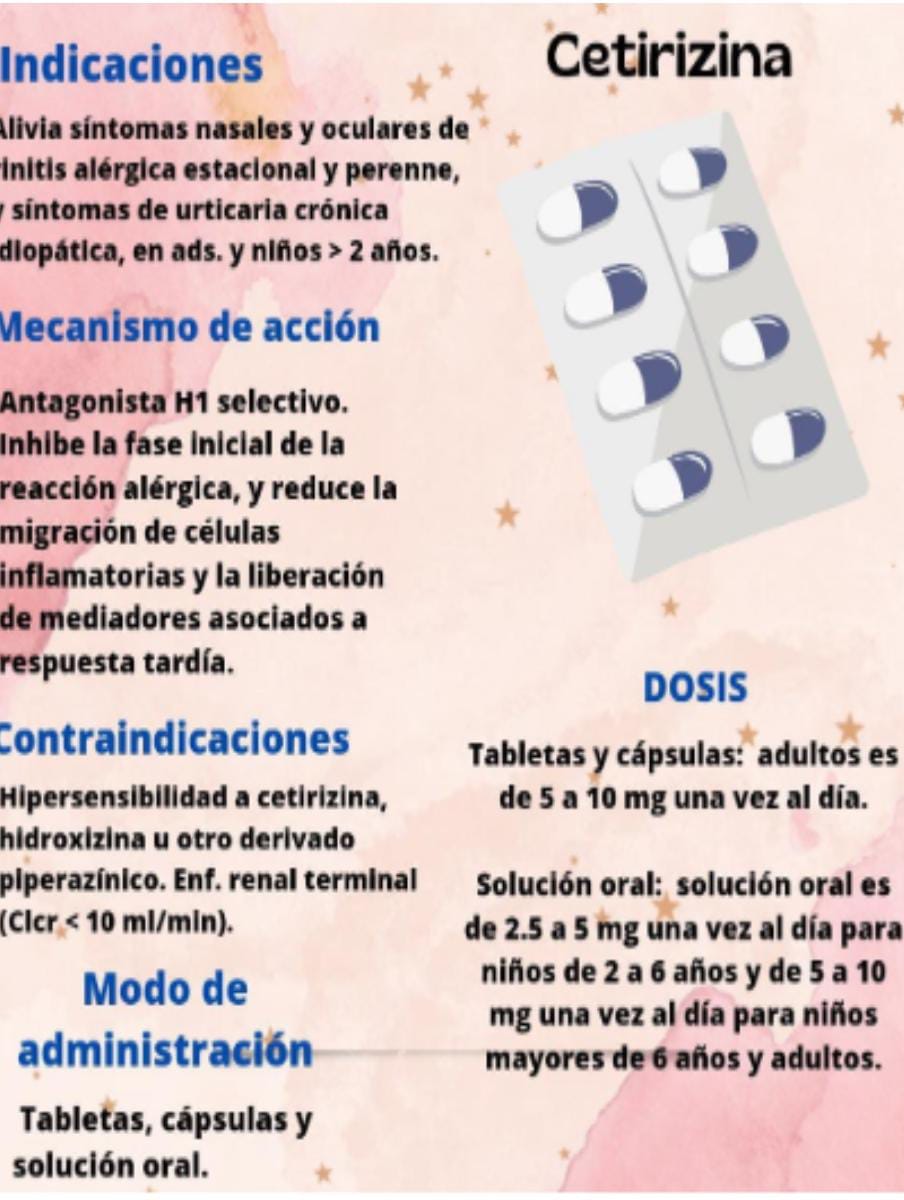 Cetirizina
Indicaciones
Alivia síntomas nasales y oculares de
rinitis alérgica estacional y perenne,
y síntomas de urticaria crónica
idiopática, en ads. y niños > 2 años.
Mecanismo de acción
Antagonista H1 selectivo.
Inhibe la fase inicial de la
reacción alérgica, y reduce la
migración de células
inflamatorias y la liberación
de mediadores asociados a
respuesta tardía.
Contraindicaciones
Hipersensibilidad a cetirizina,
hidroxizina u otro derivado
piperazínico. Enf. renal terminal
(Clcr < 10 ml/min).
Modo de
administración
Tabletas, cápsulas y
solución oral.
DOSIS
Tabletas y cápsulas: adultos es
de 5 a 10 mg una vez al día.
Solución oral: solución oral es
de 2.5 a 5 mg una vez al día para
niños de 2 a 6 años y de 5 a 10
mg una vez al día para niños
mayores de 6 años y adultos.